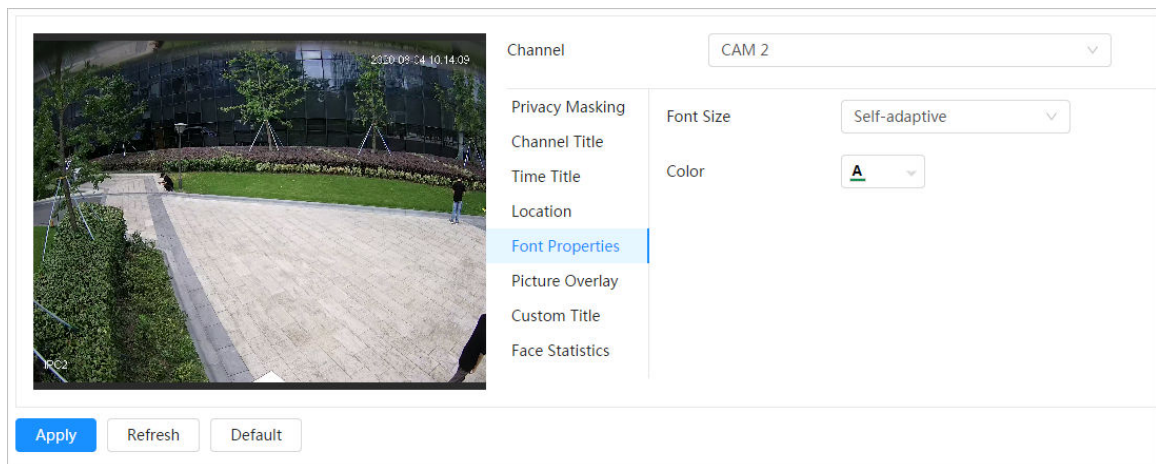 2020-09-04 10:14:09
IPC2
Channel
CAM 2
Privacy Masking
Channel Title
Time Title
Location
Font Properties
Picture Overlay
Custom Title
Face Statistics
Font Size
Self-adaptive
Color
A
Apply
Refresh
Default